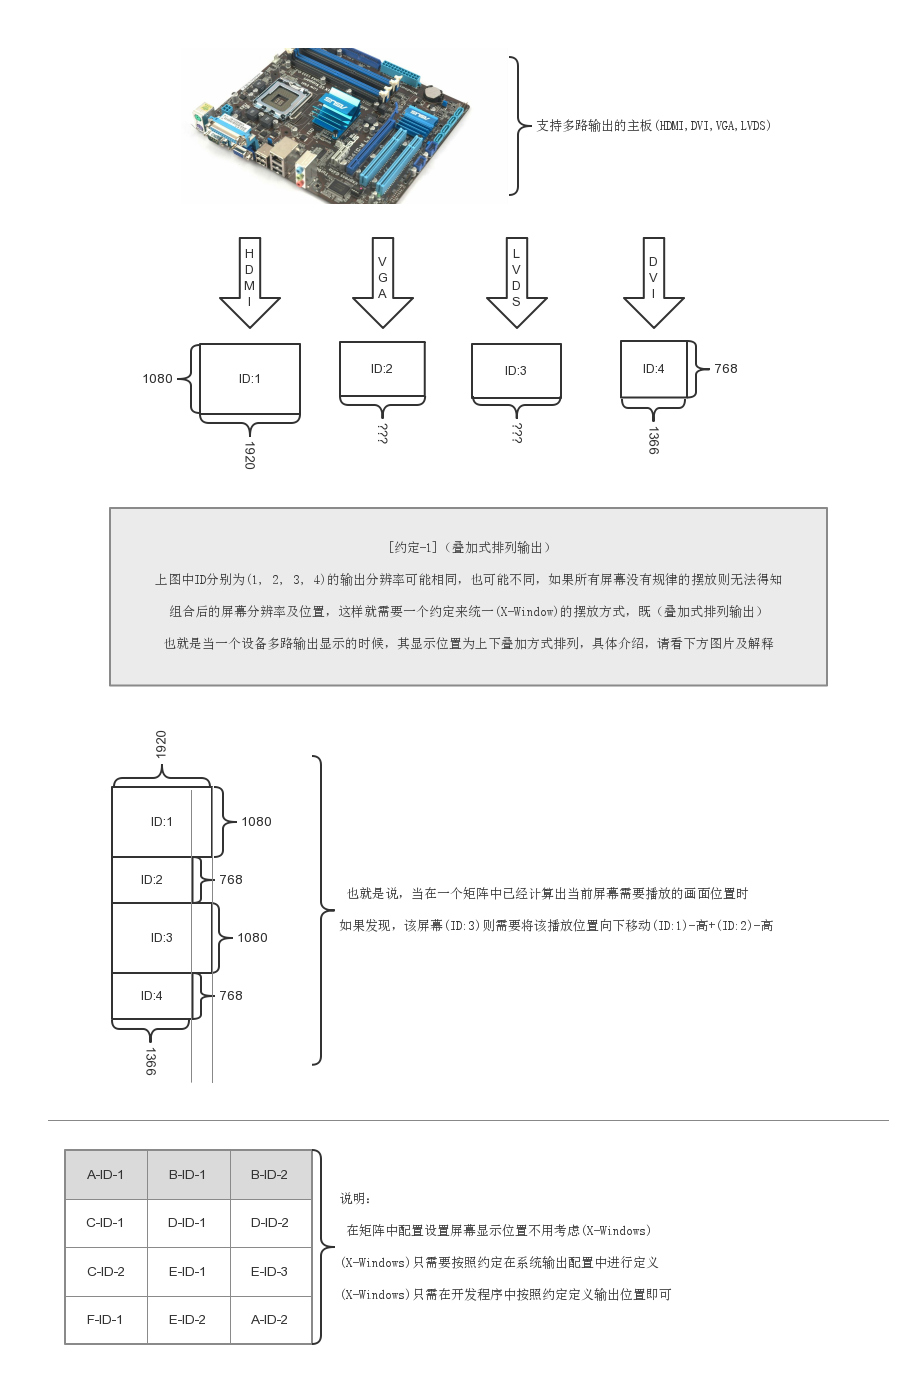 ASUS
支持多路输出的主板(HDMI,DVI,VGA,LVDS)
HDMI
VGA
LVDS
DVI
1080
ID:1
ID:2
ID:3
ID:4
768
1920
???
???
1366
[约定-1]（叠加式排列输出）
上图中ID分别为(1, 2, 3, 4)的输出分辨率可能相同, 也可能不同, 如果所有屏幕没有规律的摆放则无法得知
组合后的屏幕分辨率及位置, 这样就需要一个约定来统一(X-Window)的摆放方式, 既（叠加式排列输出）
也就是当一个设备多路输出显示的时候, 其显示位置为上下叠加方式排列, 具体介绍, 请看下方图片及解释
1920
ID:1
1080
ID:2
768
ID:3
1080
ID:4
768
1366
也就是说, 当在一个矩阵中已经计算出当前屏幕需要播放的画面位置时
如果发现, 该屏幕(ID:3)则需要将该播放位置向下移动(ID:1)-高+(ID:2)-高
A-ID-1 B-ID-1 B-ID-2
C-ID-1 D-ID-1 D-ID-2
C-ID-2 E-ID-1 E-ID-3
F-ID-1 E-ID-2 A-ID-2
说明:
在矩阵中配置设置屏幕显示位置不用考虑(X-Windows)
(X-Windows)只需要按照约定在系统输出配置中进行定义
(X-Windows)只需在开发程序中按照约定定义输出位置即可